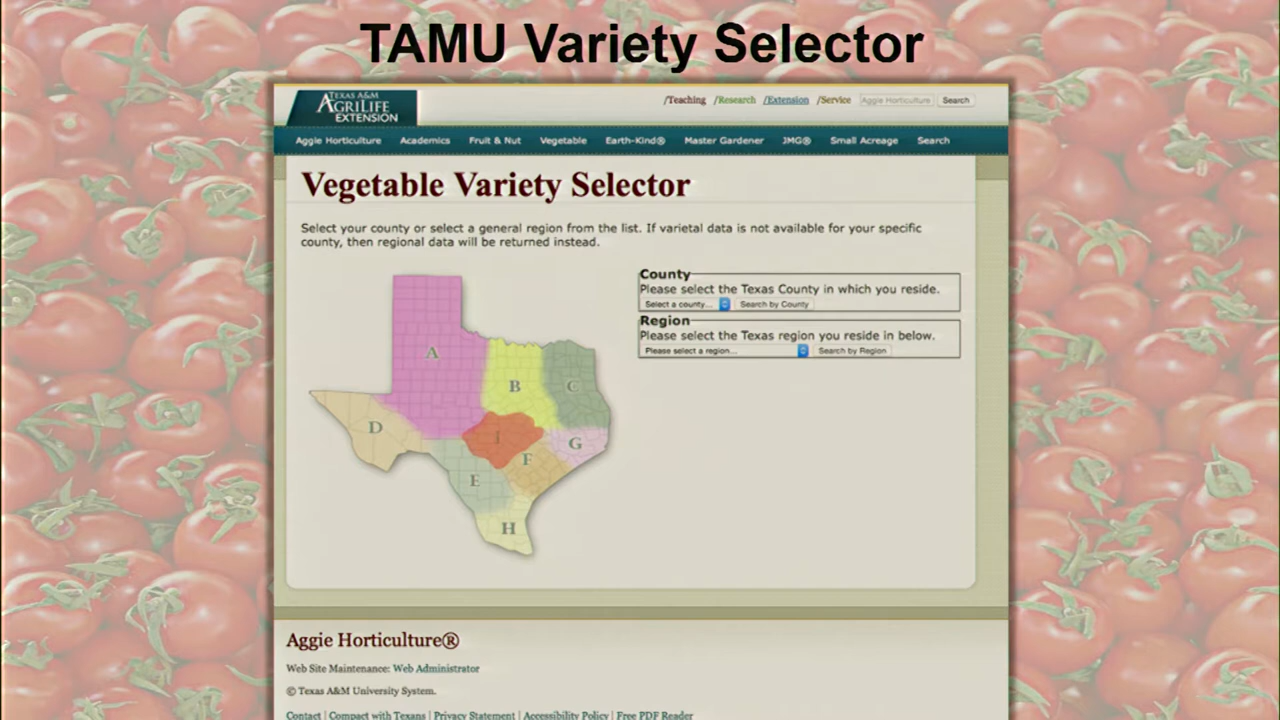 TAMU Variety Selector
TEXAS A&M
AGRILIFE
EXTENSION
/Teaching /Research /Extension /Service Aggie Horticulture Search
Aggie Horticulture Academics Fruit & Nut Vegetable Earth-Kind® Master Gardener JMG® Small Acreage Search
Vegetable Variety Selector
Select your county or select a general region from the list. If varietal data is not available for your specific
county, then regional data will be returned instead.
County
Please select the Texas County in which you reside.
Select a county... Search by County
Region
Please select the Texas region you reside in below.
Please select a region... Search by Region
A
B
C
D
I
G
F
E
H
Aggie Horticulture®
Web Site Maintenance: Web Administrator
© Texas A&M University System.
Contact | Compact with Texans | Privacy Statement | Accessibility Policy | Free PDF Reader